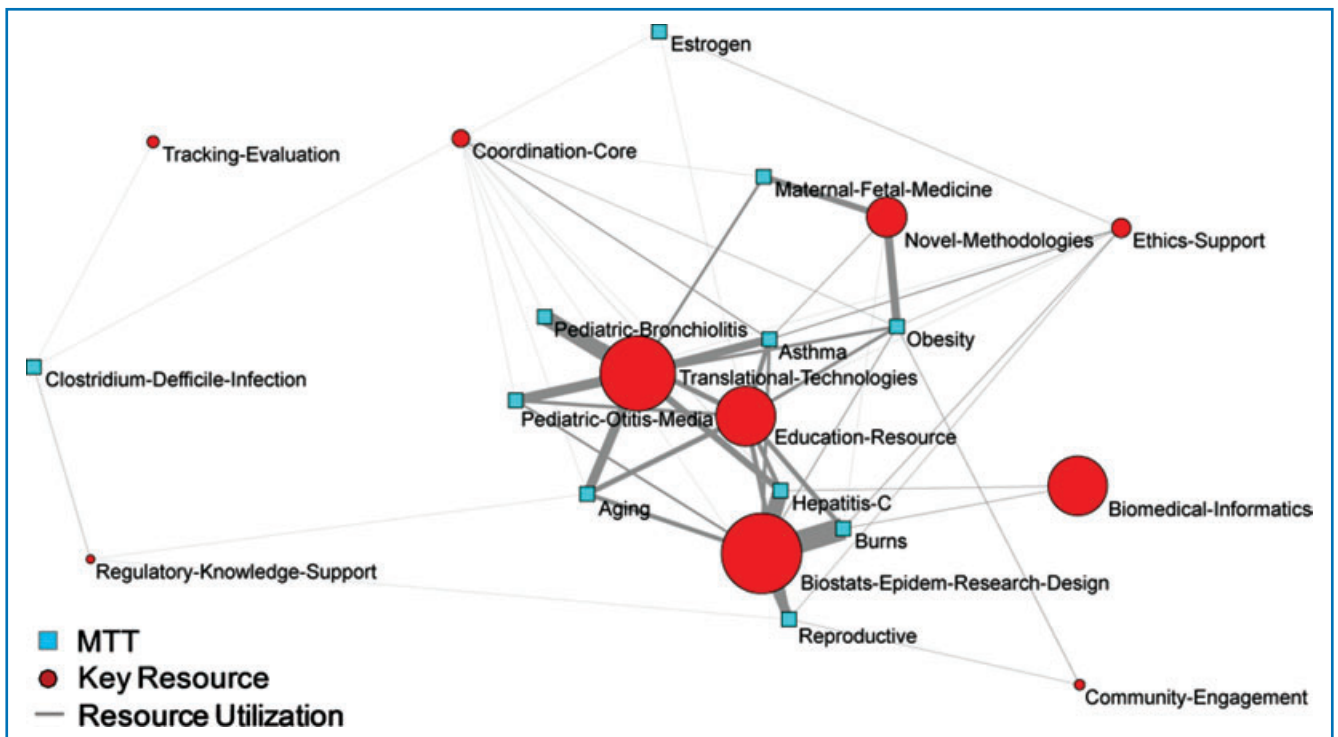 Estrogen
Tracking-Evaluation
Coordination-Core
Maternal-Fetal-Medicine
Novel-Methodologies
Ethics-Support
Pediatric-Bronchiolitis
Obesity
Asthma
Clostridium-Defficile-Infection
Translational-Technologies
Pediatric-Otitis-Media
Education-Resource
Hepatitis-C
Aging
Biomedical-Informatics
Burns
Regulatory-Knowledge-Support
Biostats-Epidem-Research-Design
Reproductive
Community-Engagement
MTT
Key Resource
Resource Utilization